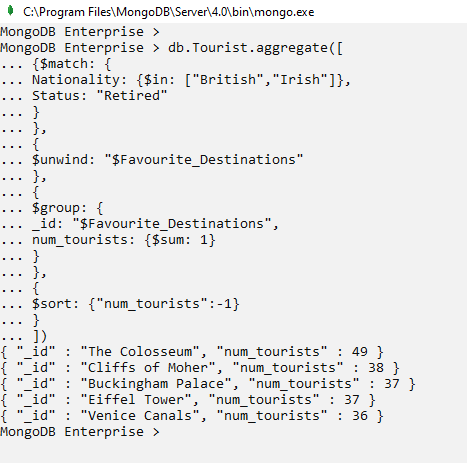 C:\Program Files\MongoDB\Server\4.0\bin\mongo.exe
MongoDB Enterprise >
MongoDB Enterprise > db.Tourist.aggregate([
... {$match: {
... Nationality: {$in: ["British","Irish"]},
... Status: "Retired"
... }
... },
... {
... $unwind: "$Favourite_Destinations"
... },
... {
... $group: {
... _id: "$Favourite_Destinations",
... num_tourists: {$sum: 1}
... }
... },
... {
... $sort: {"num_tourists":-1}
... }
... ])
{ "_id" : "The Colosseum", "num_tourists" : 49 }
{ "_id" : "Cliffs of Moher", "num_tourists" : 38 }
{ "_id" : "Buckingham Palace", "num_tourists" : 37 }
{ "_id" : "Eiffel Tower", "num_tourists" : 37 }
{ "_id" : "Venice Canals", "num_tourists" : 36 }
MongoDB Enterprise >